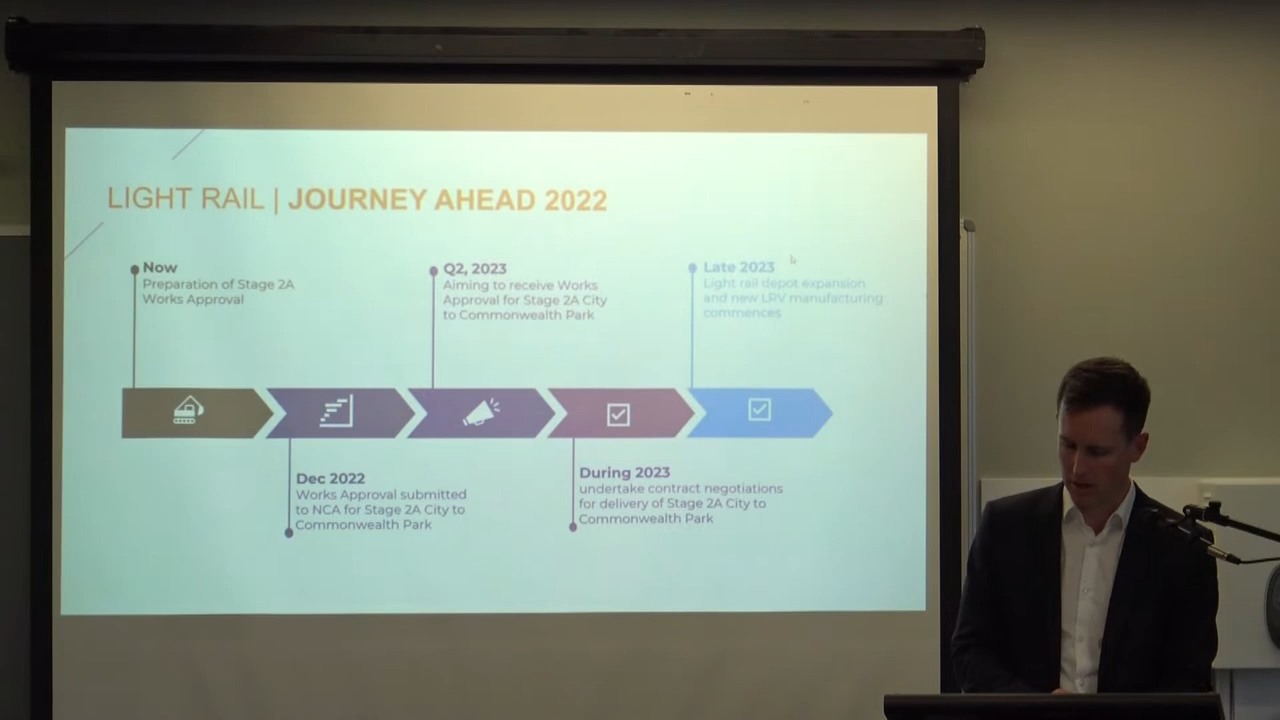 LIGHT RAIL | JOURNEY AHEAD 2022
Now
Preparation of Stage 2A
Works Approval
Q2, 2023
Aiming to receive Works
Approval for Stage 2A City
to Commonwealth Park
Late 2023
Light rail depot expansion
and new LRV manufacturing
commences
Dec 2022
Works Approval submitted
to NCA for Stage 2A City to
Commonwealth Park
During 2023
undertake contract negotiations
for delivery of Stage 2A City to
Commonwealth Park